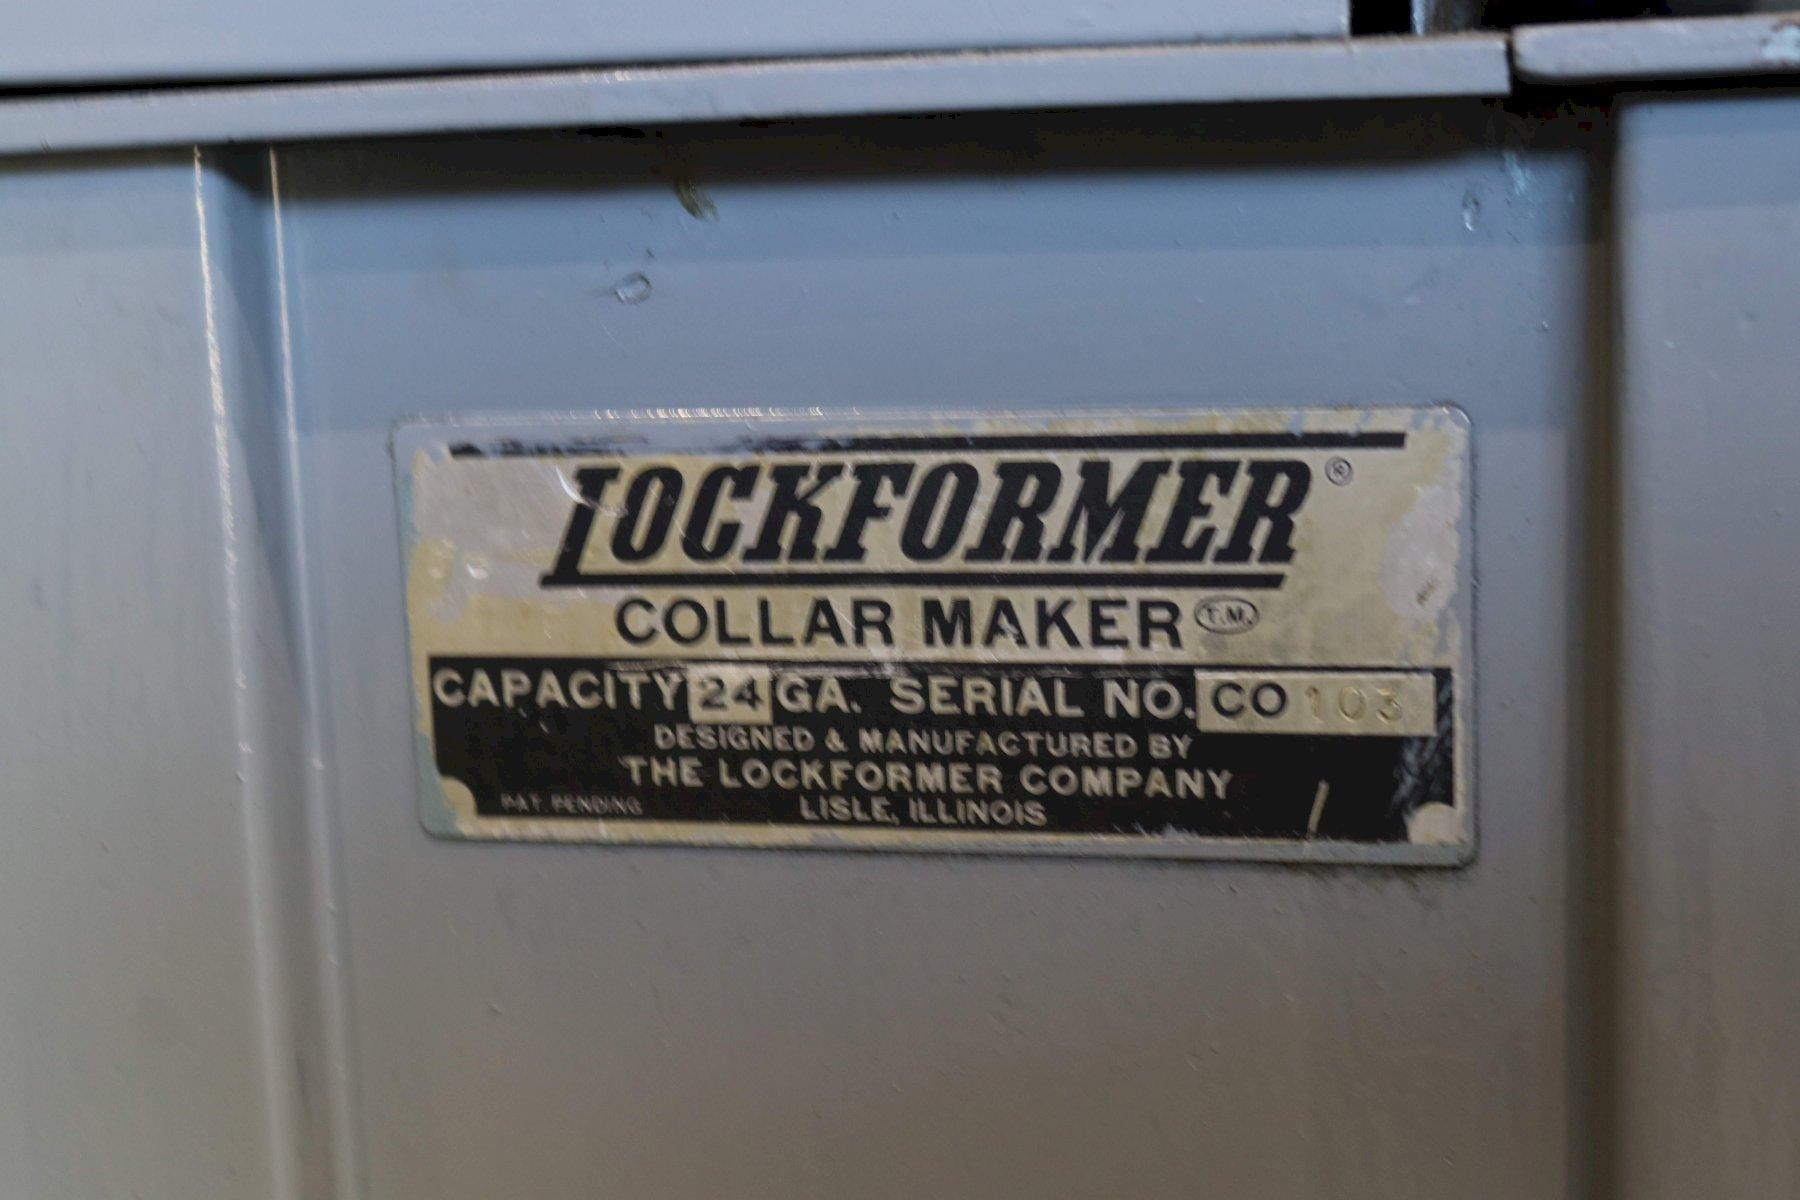 LOCKFORMER ®
COLLAR MAKER T.M.
CAPACITY 24 GA. SERIAL NO. CO 103
DESIGNED & MANUFACTURED BY
THE LOCKFORMER COMPANY
PAT. PENDING LISLE, ILLINOIS